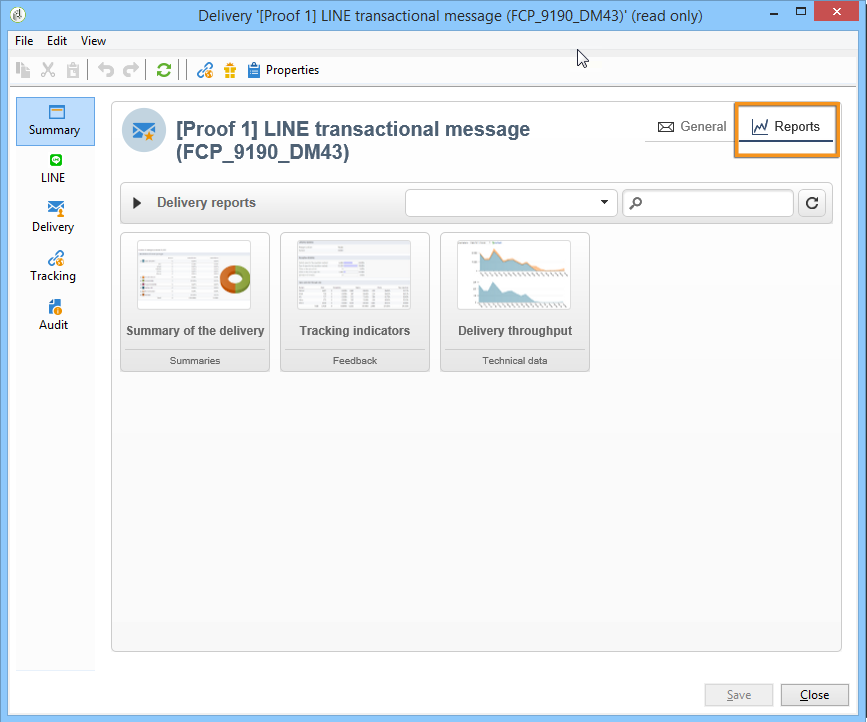 Delivery '[Proof 1] LINE transactional message (FCP_9190_DM43)' (read only)
File Edit View
Properties
Summary
LINE
Delivery
Tracking
Audit
[Proof 1] LINE transactional message
(FCP_9190_DM43)
General
Reports
Delivery reports
Summary of the delivery
Summaries
Tracking indicators
Feedback
Delivery throughput
Technical data
Save
Close